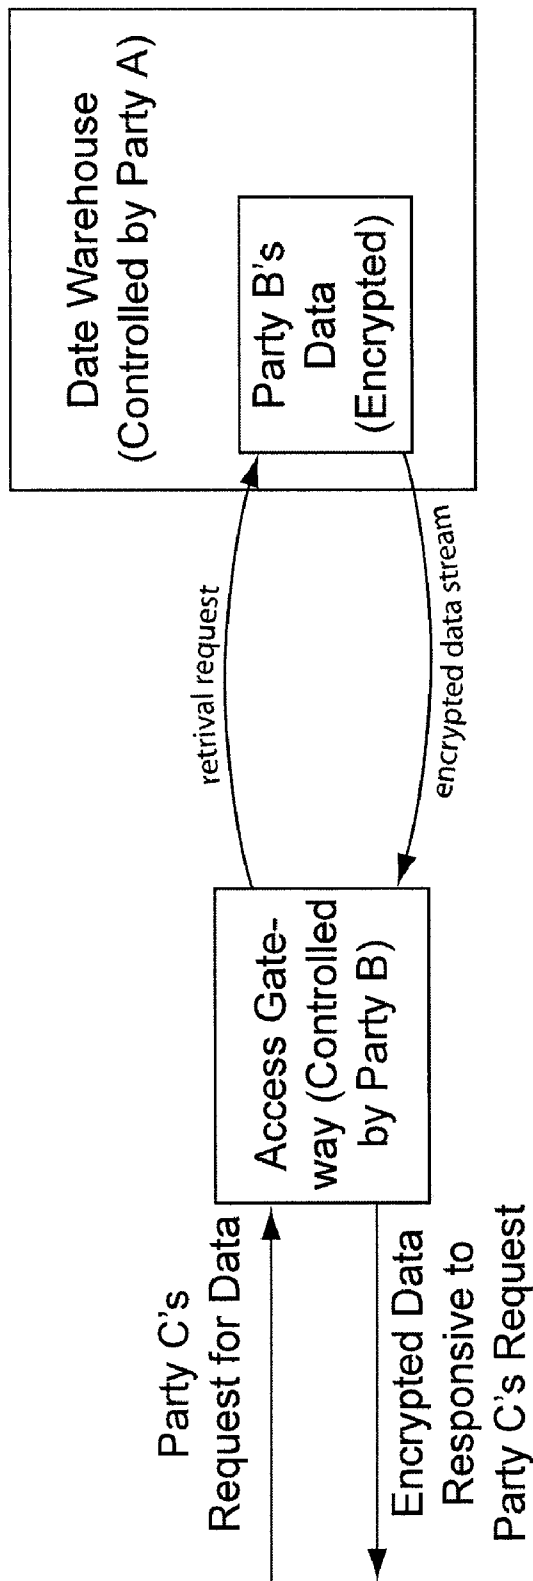 Party C's
Request for Data
Encrypted Data
Responsive to
Party C's Request
Access Gate-
way (Controlled
by Party B)
retrival request
encrypted data stream
Date Warehouse
(Controlled by Party A)
Party B's
Data
(Encrypted)